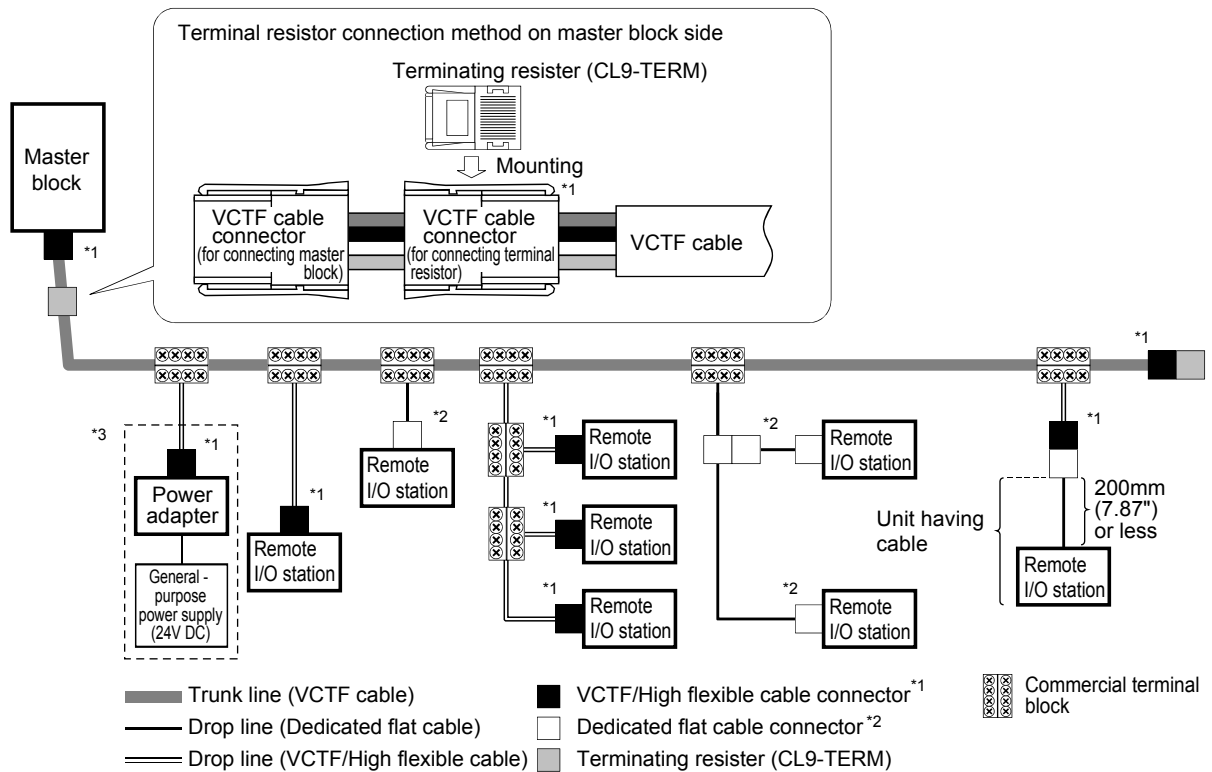 Terminal resistor connection method on master block side
Terminating resister (CL9-TERM)
Mounting
*1
VCTF cable
connector
(for connecting master
block)
VCTF cable
connector
(for connecting terminal
resistor)
VCTF cable
Master
block
*1
*1
*3
*1
Power
adapter
General -
purpose
power supply
(24V DC)
*1
Remote
I/O station
*2
Remote
I/O station
*1
Remote
I/O station
*1
Remote
I/O station
*1
Remote
I/O station
*2
Remote
I/O station
*2
Remote
I/O station
*1
Unit having
cable
200mm
(7.87")
or less
Remote
I/O station
Trunk line (VCTF cable)
Drop line (Dedicated flat cable)
Drop line (VCTF/High flexible cable)
VCTF/High flexible cable connector*1
Dedicated flat cable connector*2
Terminating resister (CL9-TERM)
Commercial terminal
block